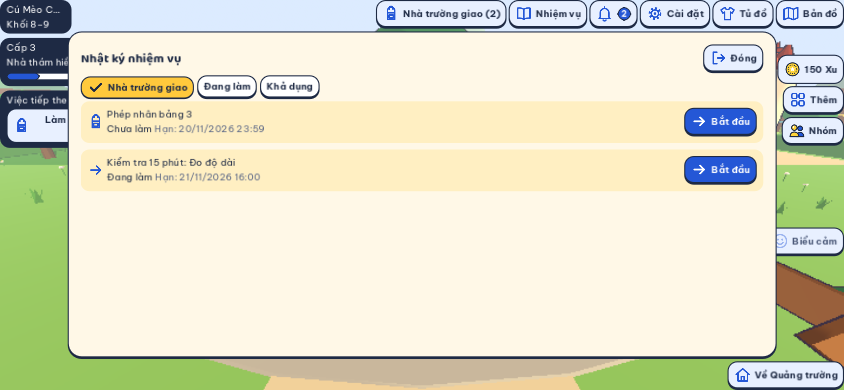 Cú Mèo C...
Khối 8-9
Nhà trường giao (2)
Nhiệm vụ
2
Cài đặt
Tủ đồ
Bản đồ
Cấp 3
Nhà thám hiể
Nhật ký nhiệm vụ
Đóng
150 Xu
Nhà trường giao
Đang làm
Khả dụng
Thêm
Việc tiếp the
Làm
Phép nhân bảng 3
Chưa làm Hạn: 20/11/2026 23:59
Bắt đầu
Nhóm
Kiểm tra 15 phút: Đo độ dài
Đang làm Hạn: 21/11/2026 16:00
Bắt đầu
Biểu cảm
Về Quảng trường